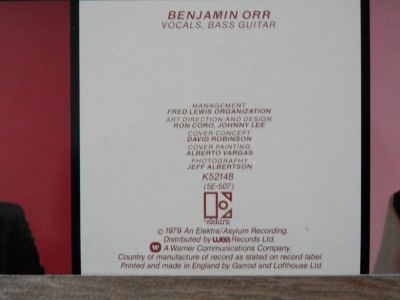 BENJAMIN ORR
VOCALS, BASS GUITAR
MANAGEMENT
FRED LEWIS ORGANIZATION
ART DIRECTION AND DESIGN
RON CORO, JOHNNY LEE
COVER CONCEPT
DAVID ROBINSON
COVER PAINTING
ALBERTO VARGAS
PHOTOGRAPHY
JEFF ALBERTSON
K52148
(5E-507)
elektra
© 1979 An Elektra/Asylum Recording.
Distributed by wea Records Ltd.
A Warner Communications Company.
Country of manufacture of record as stated on record label.
Printed and made in England by Garrod and Lofthouse Ltd.